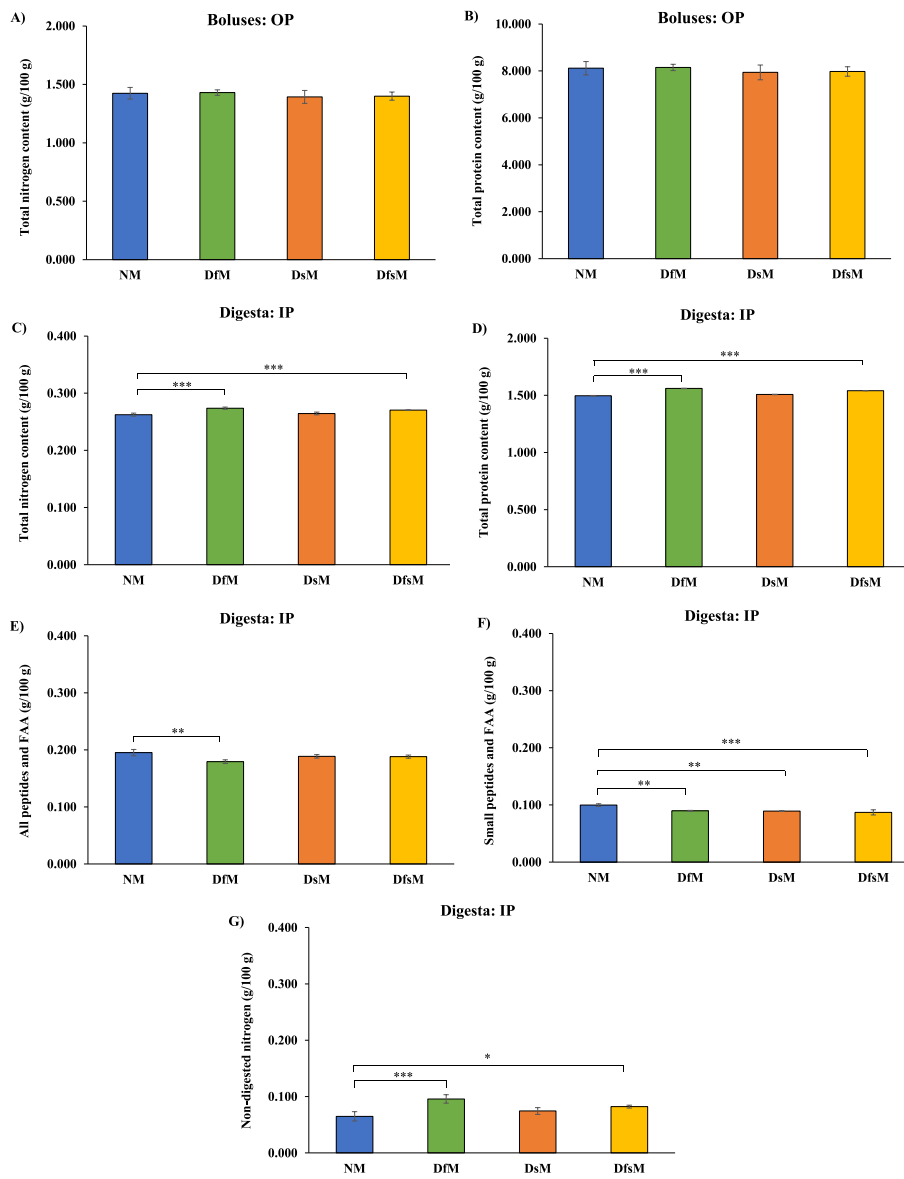 A)
Boluses: OP
Total nitrogen content (g/100 g)
2.000
1.500
1.000
0.500
0.000
NM DfM DsM DfsM
B)
Boluses: OP
Total protein content (g/100 g)
10.000
8.000
6.000
4.000
2.000
0.000
NM DfM DsM DfsM
C)
Digesta: IP
Total nitrogen content (g/100 g)
0.400
0.300
0.200
0.100
0.000
***
***
NM DfM DsM DfsM
D)
Digesta: IP
Total protein content (g/100 g)
2.000
1.500
1.000
0.500
0.000
***
***
NM DfM DsM DfsM
E)
Digesta: IP
All peptides and FAA (g/100 g)
0.400
0.300
0.200
0.100
0.000
**
NM DfM DsM DfsM
F)
Digesta: IP
Small peptides and FAA (g/100 g)
0.400
0.300
0.200
0.100
0.000
***
**
**
NM DfM DsM DfsM
G)
Digesta: IP
Non-digested nitrogen (g/100 g)
0.400
0.300
0.200
0.100
0.000
*
***
NM DfM DsM DfsM